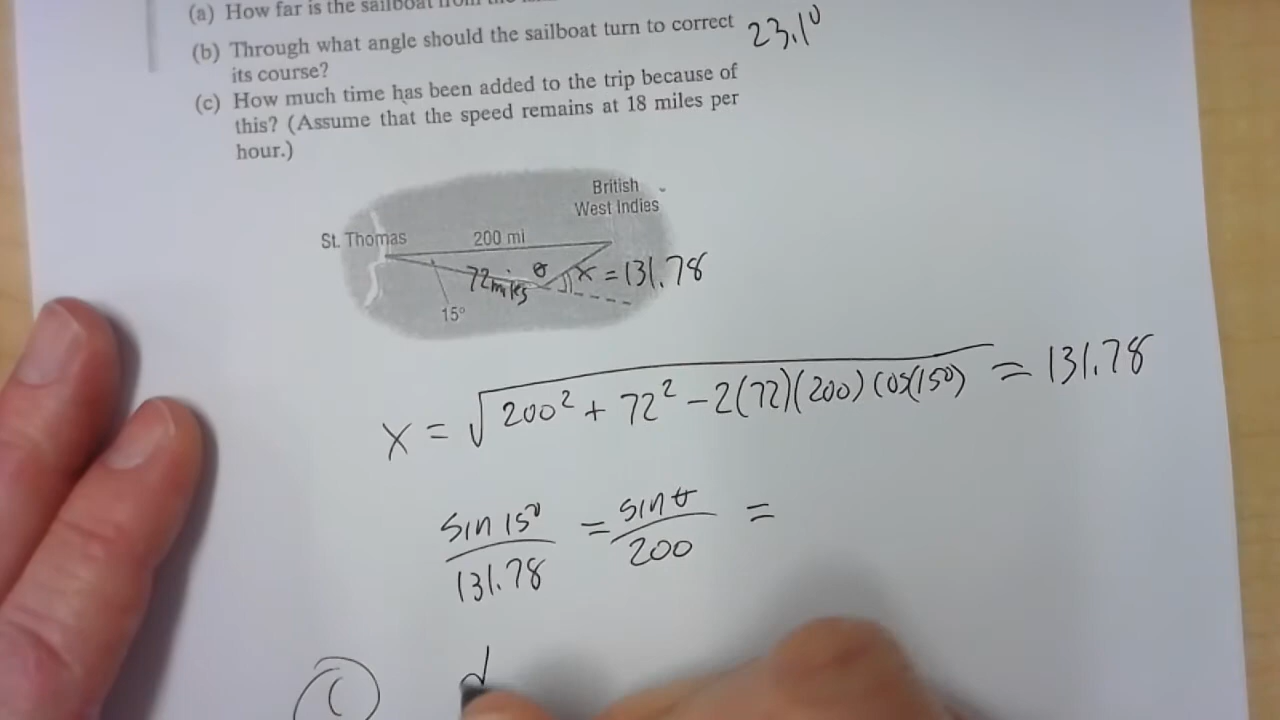 (a) How far is the sailboat from the
(b) Through what angle should the sailboat turn to correct 23.1°
its course?
(c) How much time has been added to the trip because of
this? (Assume that the speed remains at 18 miles per
hour.)
British
West Indies
St. Thomas
200 mi
72 miles θ x = 131.78
15°
x = √200² + 72² - 2(72)(200) cos(15°) = 131.78
sin 15° / 131.78 = sin θ / 200 =
(c) d